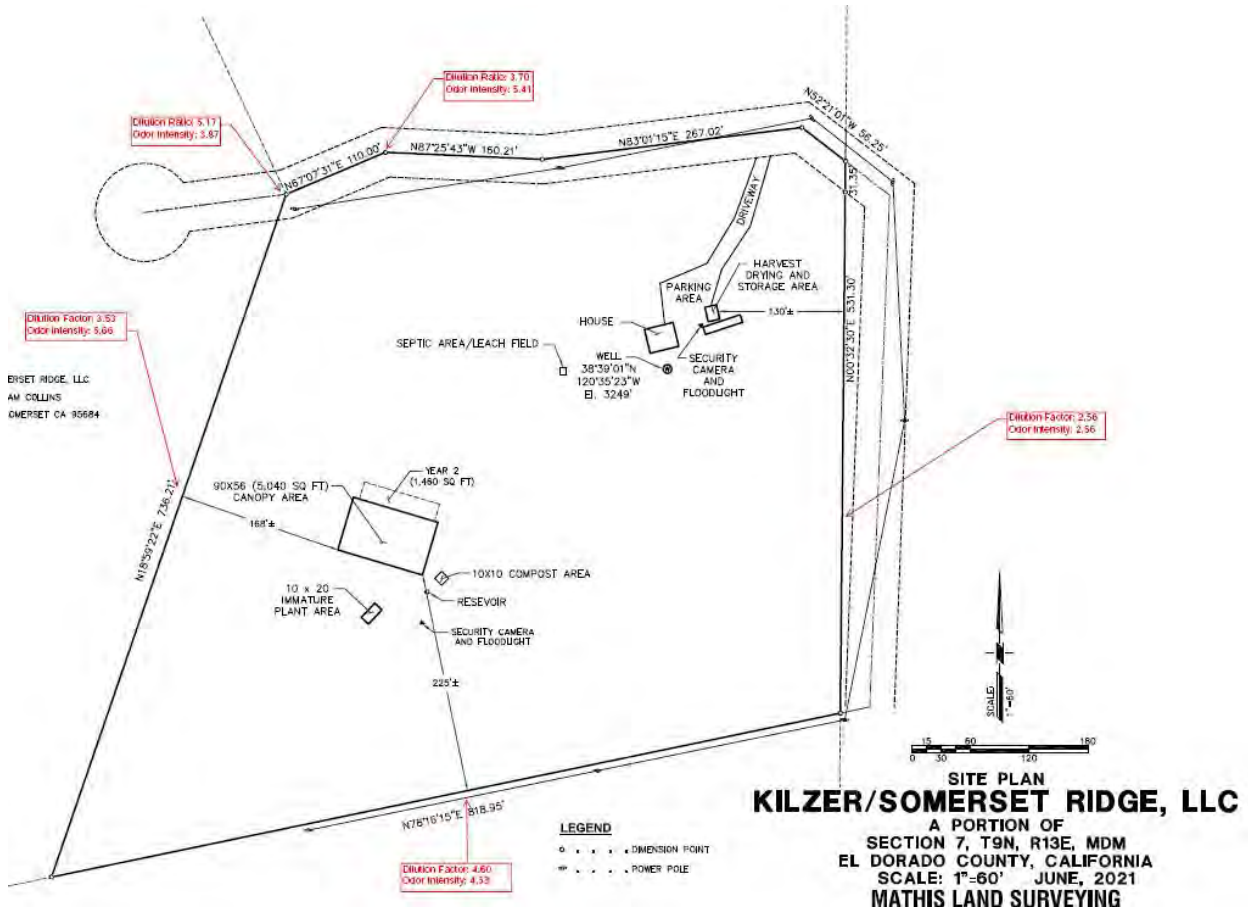 Dilution Ratio: 3.70
Odor Intensity: 5.41
Dilution Ratio: 5.17
Odor Intensity: 3.87
N67°07'31"E 110.00'
N87°25'43"W 160.21'
N83°01'15"E 267.02'
N52°21'01"W 56.25'
31.35'
DRIVEWAY
HARVEST
DRYING AND
STORAGE AREA
PARKING
AREA
130'±
HOUSE
SEPTIC AREA/LEACH FIELD
WELL
38°39'01"N
120°35'23"W
El. 3249'
SECURITY
CAMERA
AND
FLOODLIGHT
N00°32'30"E 531.30'
Dilution Factor: 3.53
Odor Intensity: 5.66
ERSET RIDGE, LLC
AM COLLINS
OMERSET CA 95684
Dilution Factor: 2.56
Odor Intensity: 2.56
YEAR 2
(1,460 SQ FT)
90X56 (5,040 SQ FT)
CANOPY AREA
168'±
N18°59'22"E 736.21'
10X10 COMPOST AREA
10 x 20
IMMATURE
PLANT AREA
RESEVOIR
SECURITY CAMERA
AND FLOODLIGHT
225'±
N78°16'15"E 818.95'
Dilution Factor: 4.60
Odor Intensity: 4.53
LEGEND
. . . . DIMENSION POINT
. . . . POWER POLE
SCALE: 1"=60'
15 60 180
0 30 120
SITE PLAN
KILZER/SOMERSET RIDGE, LLC
A PORTION OF
SECTION 7, T9N, R13E, MDM
EL DORADO COUNTY, CALIFORNIA
SCALE: 1"=60' JUNE, 2021
MATHIS LAND SURVEYING